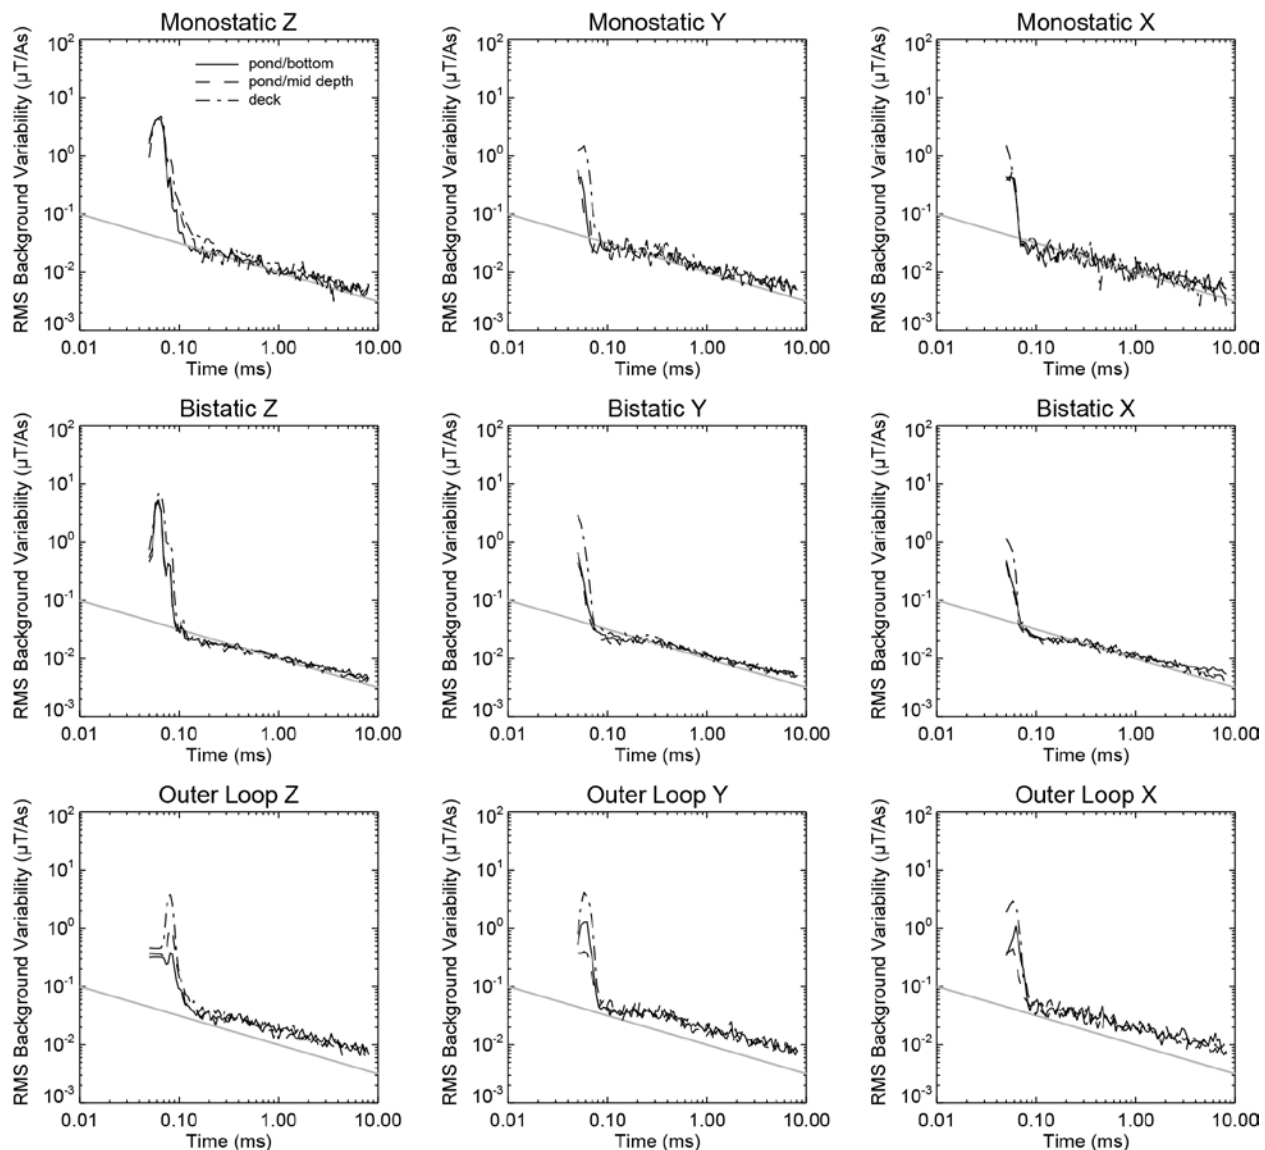 Monostatic Z
Monostatic Y
Monostatic X
RMS Background Variability (µT/As)
10²
10¹
10⁰
10⁻¹
10⁻²
10⁻³
pond/bottom
pond/mid depth
deck
0.01 0.10 1.00 10.00
Time (ms)
RMS Background Variability (µT/As)
10²
10¹
10⁰
10⁻¹
10⁻²
10⁻³
0.01 0.10 1.00 10.00
Time (ms)
RMS Background Variability (µT/As)
10²
10¹
10⁰
10⁻¹
10⁻²
10⁻³
0.01 0.10 1.00 10.00
Time (ms)
Bistatic Z
Bistatic Y
Bistatic X
RMS Background Variability (µT/As)
10²
10¹
10⁰
10⁻¹
10⁻²
10⁻³
0.01 0.10 1.00 10.00
Time (ms)
RMS Background Variability (µT/As)
10²
10¹
10⁰
10⁻¹
10⁻²
10⁻³
0.01 0.10 1.00 10.00
Time (ms)
RMS Background Variability (µT/As)
10²
10¹
10⁰
10⁻¹
10⁻²
10⁻³
0.01 0.10 1.00 10.00
Time (ms)
Outer Loop Z
Outer Loop Y
Outer Loop X
RMS Background Variability (µT/As)
10²
10¹
10⁰
10⁻¹
10⁻²
10⁻³
0.01 0.10 1.00 10.00
Time (ms)
RMS Background Variability (µT/As)
10²
10¹
10⁰
10⁻¹
10⁻²
10⁻³
0.01 0.10 1.00 10.00
Time (ms)
RMS Background Variability (µT/As)
10²
10¹
10⁰
10⁻¹
10⁻²
10⁻³
0.01 0.10 1.00 10.00
Time (ms)